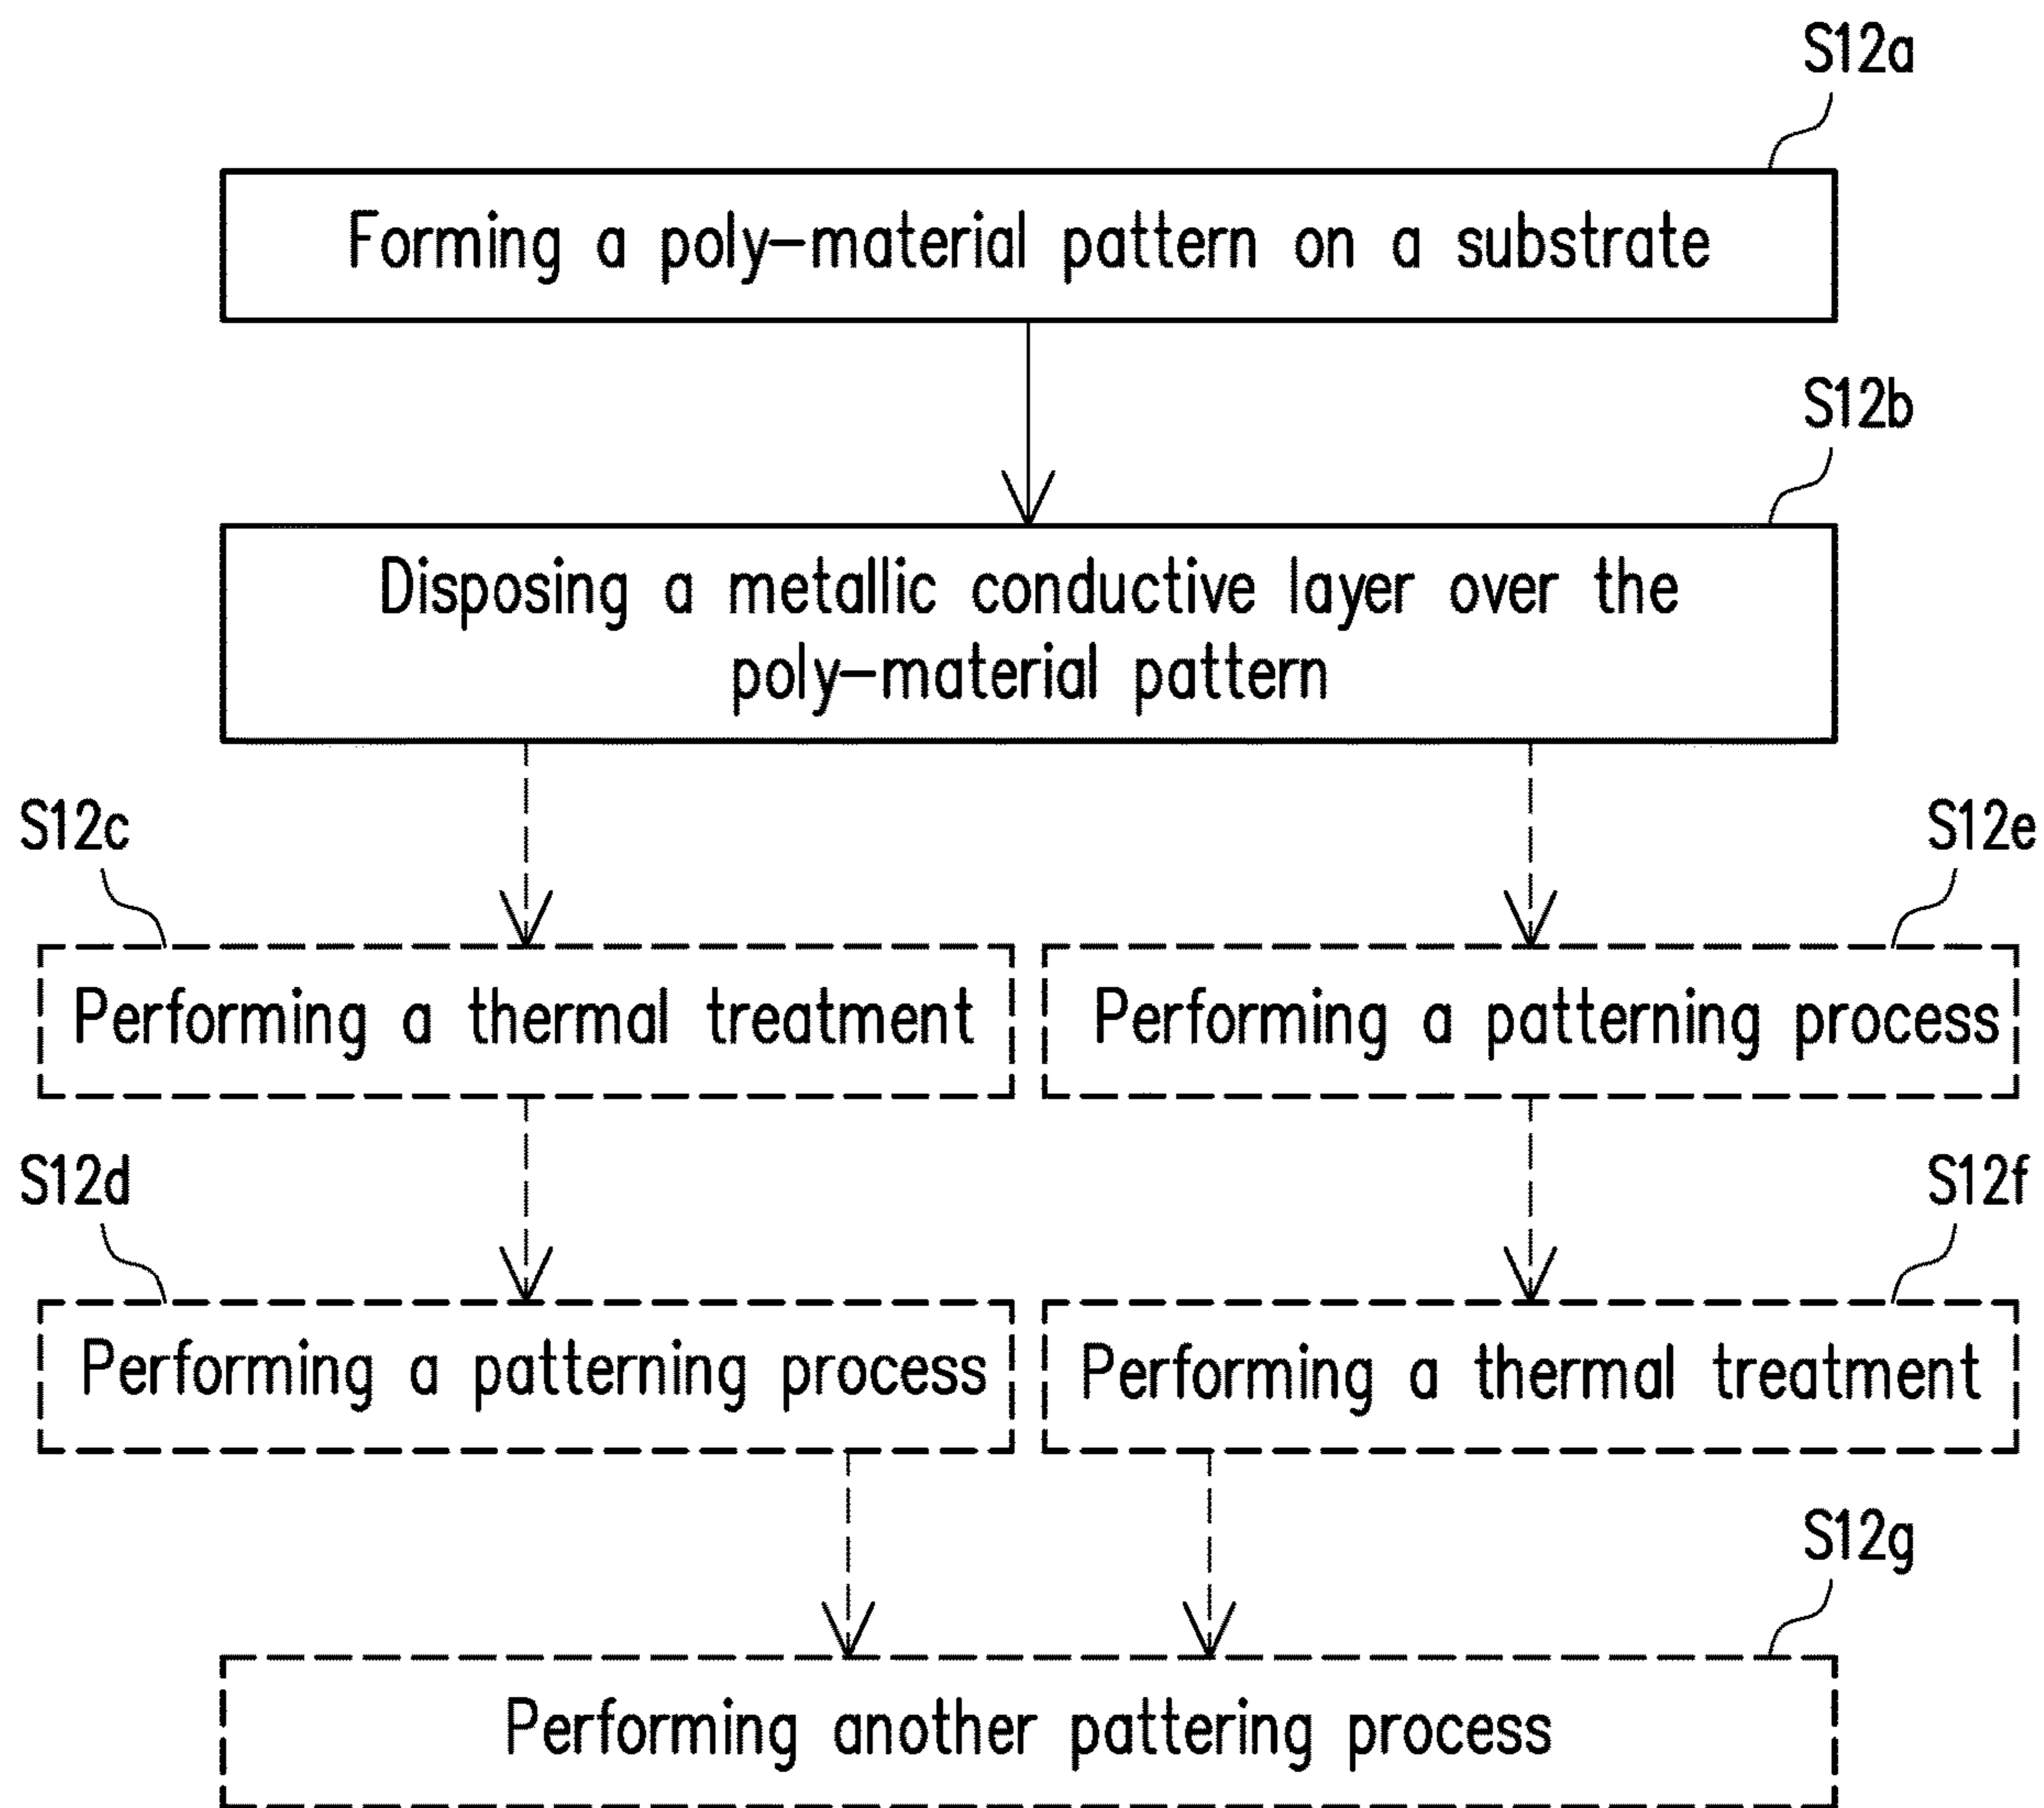 S12a
Forming a poly-material pattern on a substrate
S12b
Disposing a metallic conductive layer over the
poly-material pattern
S12c
S12e
Performing a thermal treatment
Performing a patterning process
S12d
S12f
Performing a patterning process
Performing a thermal treatment
S12g
Performing another pattering process